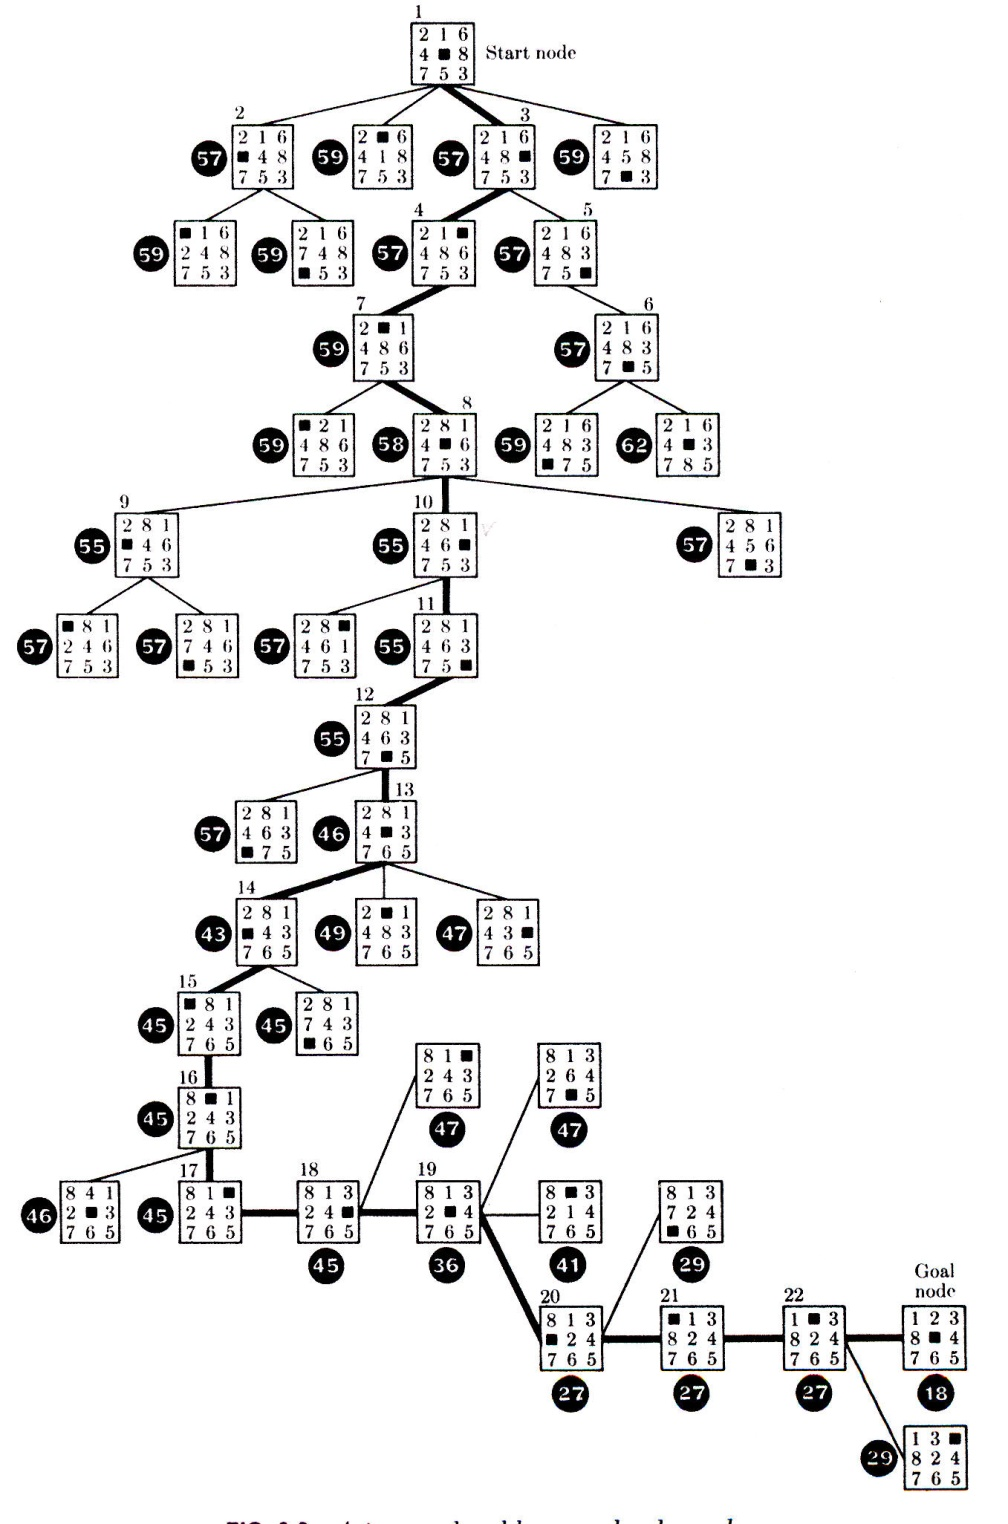 1
2 1 6
4 ■ 8 Start node
7 5 3
2 3
2 1 6 2 ■ 6 2 1 6 2 1 6
57 ■ 4 8 59 4 1 8 57 4 8 ■ 59 4 5 8
7 5 3 7 5 3 7 5 3 7 ■ 3
4 5
■ 1 6 2 1 6 2 1 ■ 2 1 6
59 2 4 8 59 7 4 8 57 4 8 6 57 4 8 3
7 5 3 ■ 5 3 7 5 3 7 5 ■
7 6
2 ■ 1 2 1 6
59 4 8 6 57 4 8 3
7 5 3 7 ■ 5
8
■ 2 1 2 8 1 2 1 6 2 1 6
59 4 8 6 58 4 ■ 6 59 4 8 3 62 4 ■ 3
7 5 3 7 5 3 ■ 7 5 7 8 5
9 10
2 8 1 2 8 1 2 8 1
55 ■ 4 6 55 4 6 ■ 57 4 5 6
7 5 3 7 5 3 7 ■ 3
11
■ 8 1 2 8 1 2 8 ■ 2 8 1
57 2 4 6 57 7 4 6 57 4 6 1 55 4 6 3
7 5 3 ■ 5 3 7 5 3 7 5 ■
12
2 8 1
55 4 6 3
7 ■ 5
13
2 8 1 2 8 1
57 4 6 3 46 4 ■ 3
■ 7 5 7 6 5
14
2 8 1 2 ■ 1 2 8 1
43 ■ 4 3 49 4 8 3 47 4 3 ■
7 6 5 7 6 5 7 6 5
15
■ 8 1 2 8 1
45 2 4 3 45 7 4 3
7 6 5 ■ 6 5
8 1 ■ 8 1 3
2 4 3 2 6 4
7 6 5 7 ■ 5
47 47
16
8 ■ 1
45 2 4 3
7 6 5
17 18 19
8 4 1 8 1 ■ 8 1 3 8 1 3 8 ■ 3 8 1 3
46 2 ■ 3 45 2 4 3 2 4 ■ 2 ■ 4 2 1 4 7 2 4
7 6 5 7 6 5 7 6 5 7 6 5 7 6 5 ■ 6 5
45 36 41 29
Goal
node
20 21 22
8 1 3 ■ 1 3 1 ■ 3 1 2 3
■ 2 4 8 2 4 8 2 4 8 ■ 4
7 6 5 7 6 5 7 6 5 7 6 5
27 27 27 18
1 3 ■
29 8 2 4
7 6 5